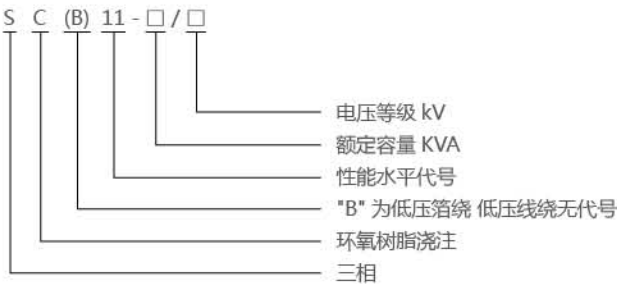 S C (B) 11 - □ / □
电压等级 kV
额定容量 KVA
性能水平代号
"B" 为低压箔绕 低压线绕无代号
环氧树脂浇注
三相